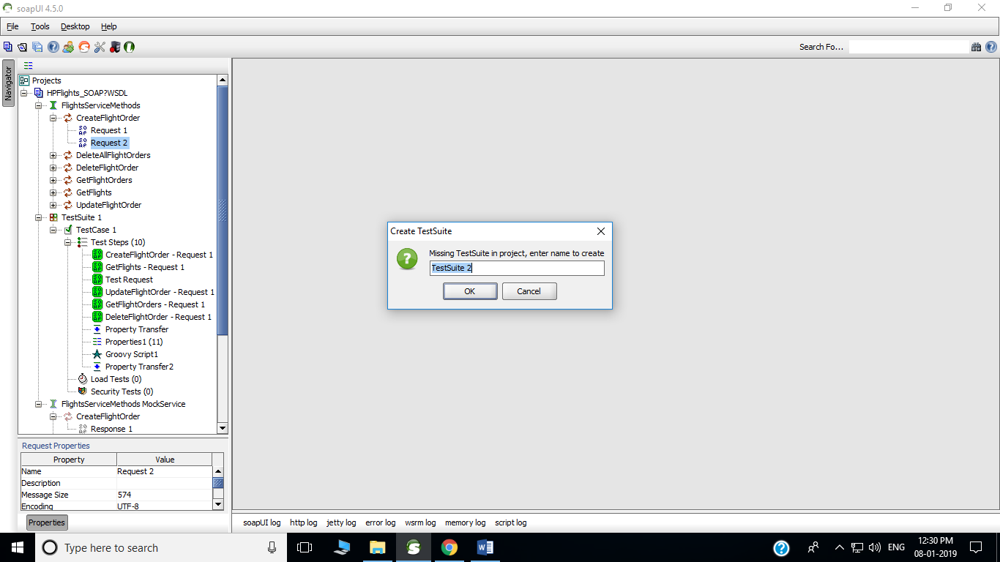 soapUI 4.5.0
File Tools Desktop Help
Search Fo...
Navigator
Projects
HPFlights_SOAP?WSDL
FlightsServiceMethods
CreateFlightOrder
Request 1
Request 2
DeleteAllFlightOrders
DeleteFlightOrder
GetFlightOrders
GetFlights
UpdateFlightOrder
TestSuite 1
TestCase 1
Test Steps (10)
CreateFlightOrder - Request 1
GetFlights - Request 1
Test Request
UpdateFlightOrder - Request 1
GetFlightOrders - Request 1
DeleteFlightOrder - Request 1
Property Transfer
Properties1 (11)
Groovy Script1
Property Transfer2
Load Tests (0)
Security Tests (0)
FlightsServiceMethods MockService
CreateFlightOrder
Response 1
Create TestSuite
Missing TestSuite in project, enter name to create
TestSuite 2
OK Cancel
Request Properties
Property Value
Name Request 2
Description
Message Size 574
Encoding UTF-8
Properties
soapUI log http log jetty log error log wsrm log memory log script log
Type here to search
ENG
12:30 PM
08-01-2019